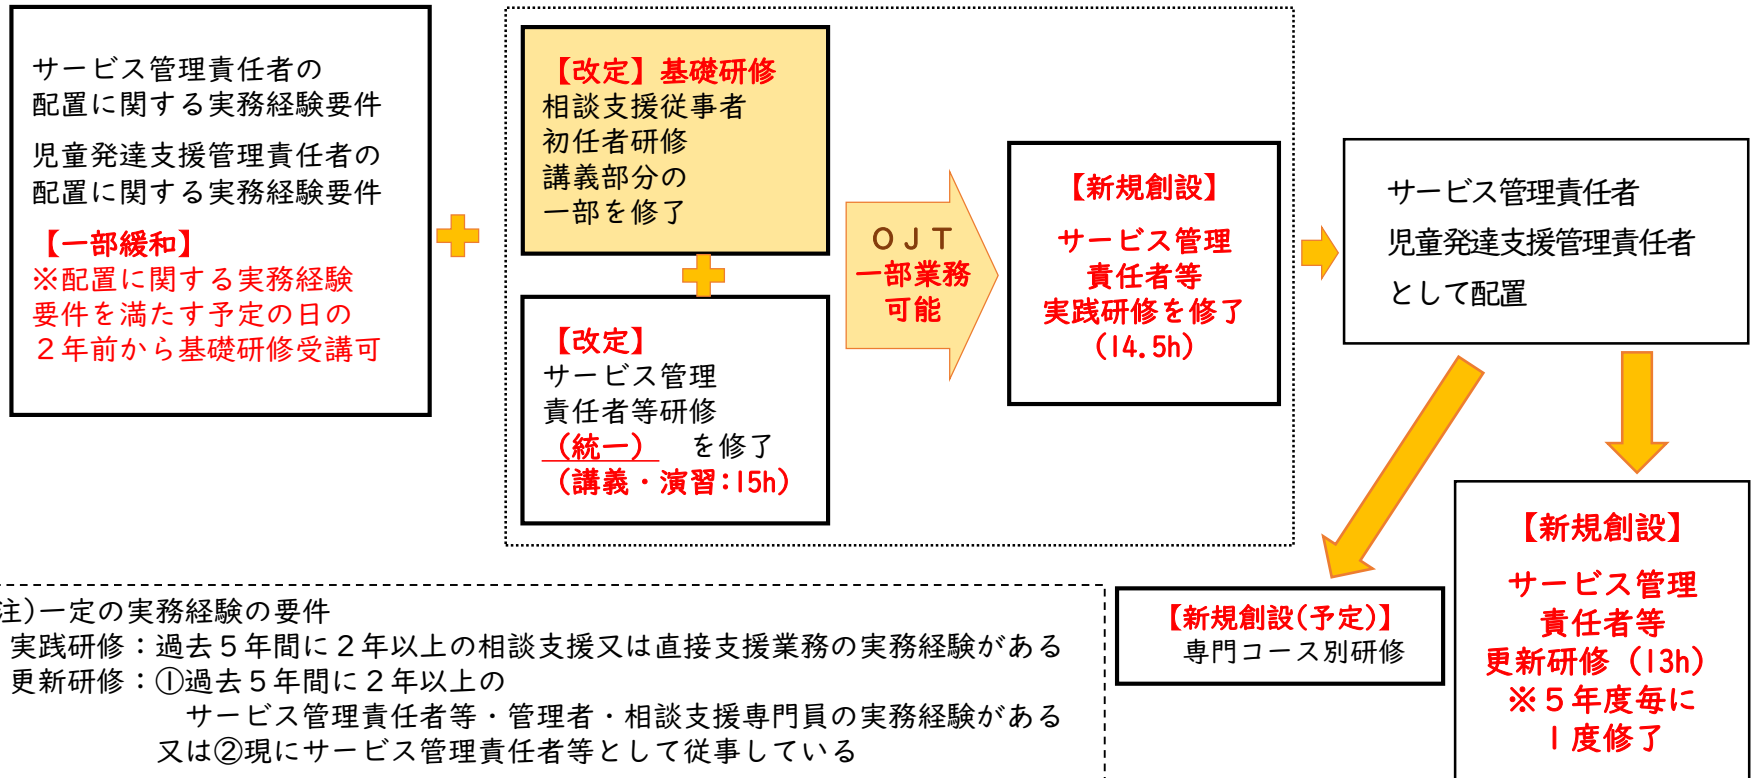 サービス管理責任者の
配置に関する実務経験要件
児童発達支援管理責任者の
配置に関する実務経験要件
【一部緩和】
※配置に関する実務経験
要件を満たす予定の日の
２年前から基礎研修受講可
【改定】基礎研修
相談支援従事者
初任者研修
講義部分の
一部を修了
【改定】
サービス管理
責任者等研修
（統一）　を修了
（講義・演習：15h）
ＯＪＴ
一部業務
可能
【新規創設】
サービス管理
責任者等
実践研修を修了
（14.5h）
サービス管理責任者
児童発達支援管理責任者
として配置
【新規創設(予定)】
専門コース別研修
【新規創設】
サービス管理
責任者等
更新研修（13h）
※５年度毎に
１度修了
注）一定の実務経験の要件
実践研修：過去５年間に２年以上の相談支援又は直接支援業務の実務経験がある
更新研修：①過去５年間に２年以上の
サービス管理責任者等・管理者・相談支援専門員の実務経験がある
又は②現にサービス管理責任者等として従事している